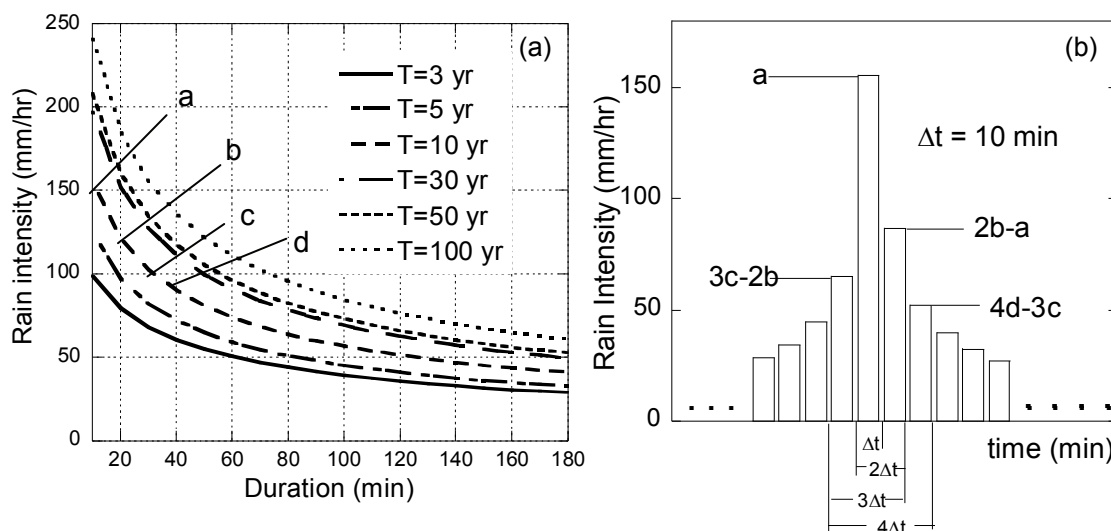 (a)
250
200
150
100
50
0
Rain intensity (mm/hr)
20 40 60 80 100 120 140 160 180
Duration (min)
a
b
c
d
T=3 yr
T=5 yr
T=10 yr
T=30 yr
T=50 yr
T=100 yr
(b)
150
100
50
0
Rain Intensity (mm/hr)
a
Δt = 10 min
2b-a
3c-2b
4d-3c
time (min)
Δt
2Δt
3Δt
4Δt